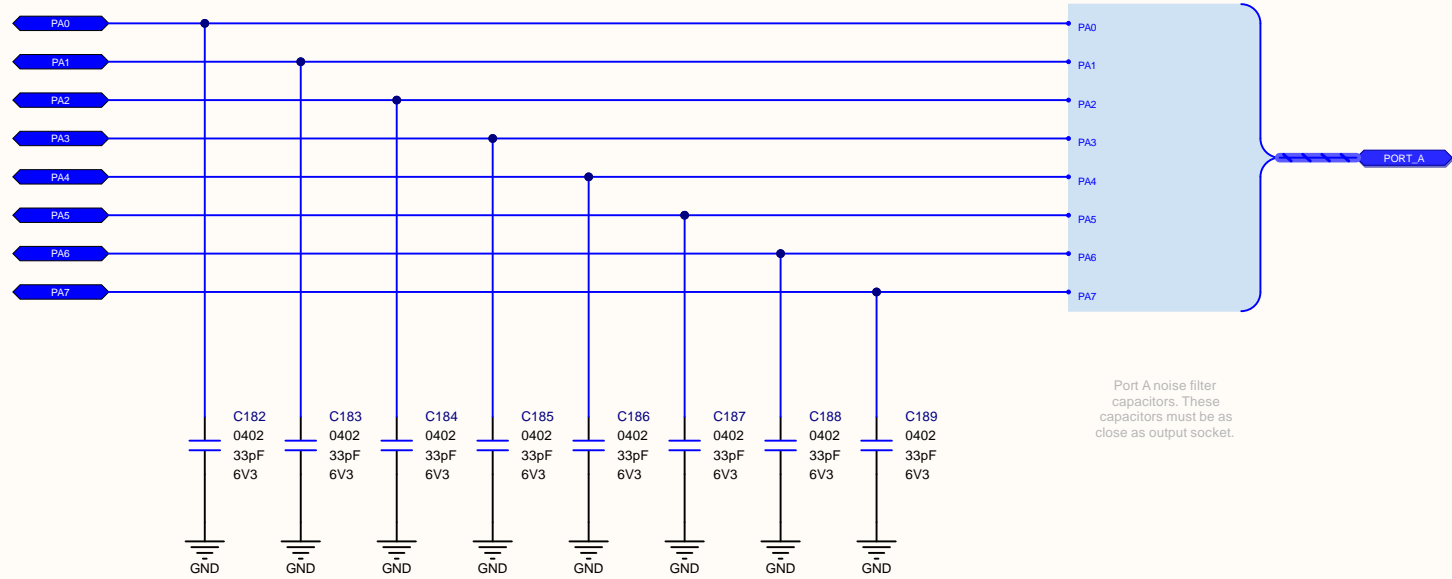 PA0
PA1
PA2
PA3
PA4
PA5
PA6
PA7
PA0
PA1
PA2
PA3
PA4
PA5
PA6
PA7
PORT_A
Port A noise filter
capacitors. These
capacitors must be as
close as output socket.
C182
0402
33pF
6V3
C183
0402
33pF
6V3
C184
0402
33pF
6V3
C185
0402
33pF
6V3
C186
0402
33pF
6V3
C187
0402
33pF
6V3
C188
0402
33pF
6V3
C189
0402
33pF
6V3
GND
GND
GND
GND
GND
GND
GND
GND